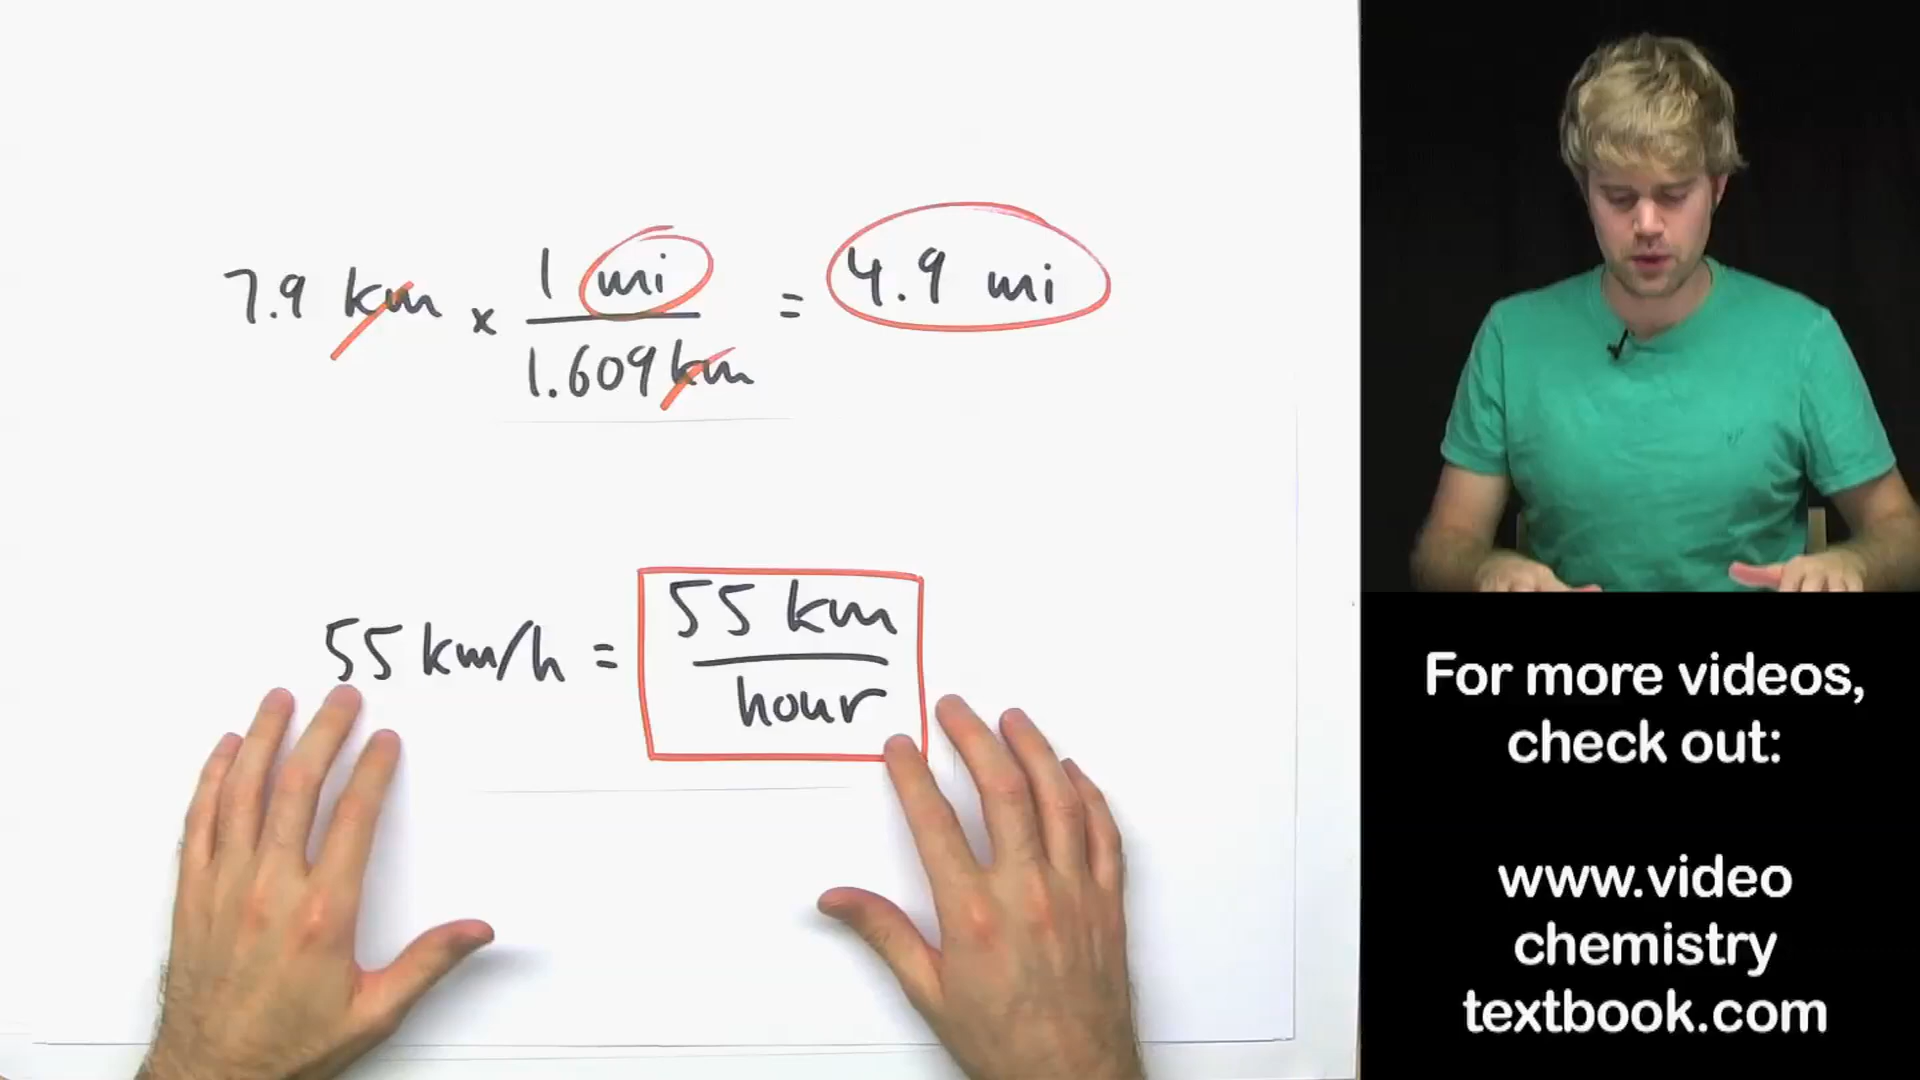 7.9 km x 1 mi / 1.609 km = 4.9 mi
55 km/h = 55 km / hour
For more videos,
check out:
www.video
chemistry
textbook.com